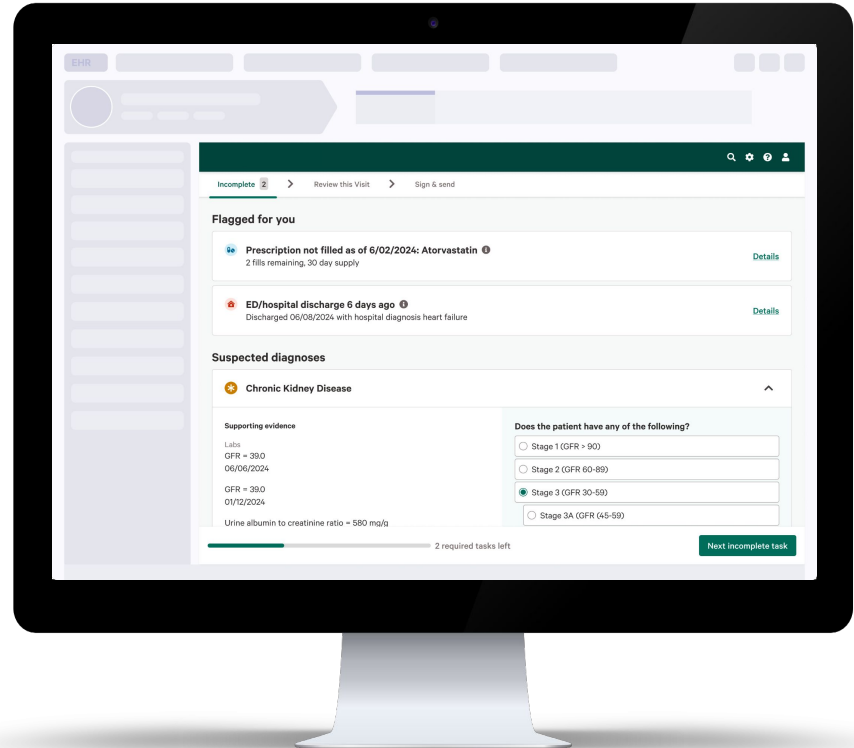 EHR
Incomplete 2 > Review this Visit > Sign & send
Flagged for you
Prescription not filled as of 6/02/2024: Atorvastatin
2 fills remaining, 30 day supply
Details
ED/hospital discharge 6 days ago
Discharged 06/08/2024 with hospital diagnosis heart failure
Details
Suspected diagnoses
Chronic Kidney Disease
Supporting evidence
Labs
GFR = 39.0
06/06/2024
GFR = 39.0
01/12/2024
Urine albumin to creatinine ratio = 580 mg/g
Does the patient have any of the following?
Stage 1 (GFR > 90)
Stage 2 (GFR 60-89)
Stage 3 (GFR 30-59)
Stage 3A (GFR (45-59)
2 required tasks left
Next incomplete task